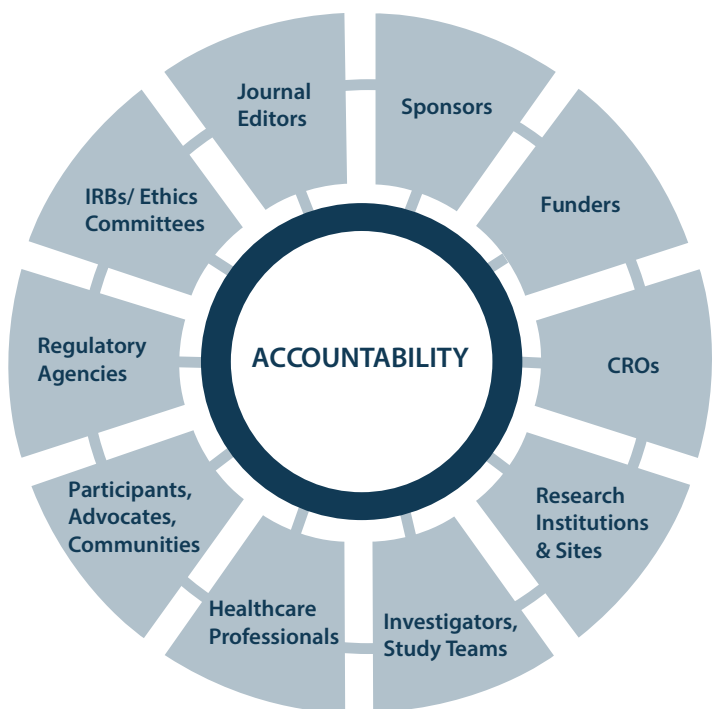 Journal
Editors
Sponsors
Funders
CROs
Research
Institutions
& Sites
Investigators,
Study Teams
Healthcare
Professionals
Participants,
Advocates,
Communities
Regulatory
Agencies
IRBs/ Ethics
Committees
ACCOUNTABILITY